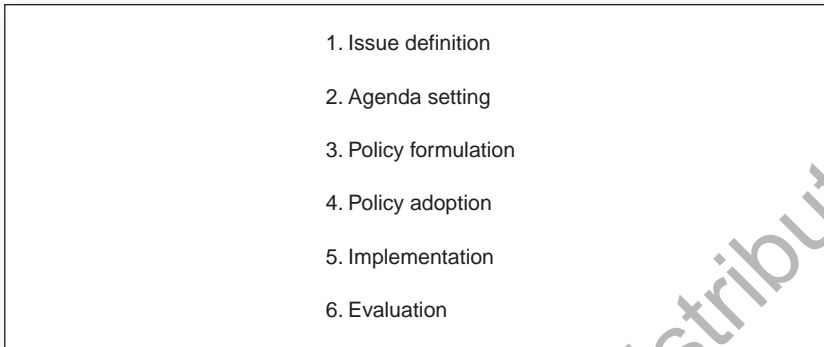 1. Issue definition
2. Agenda setting
3. Policy formulation
4. Policy adoption
5. Implementation
6. Evaluation